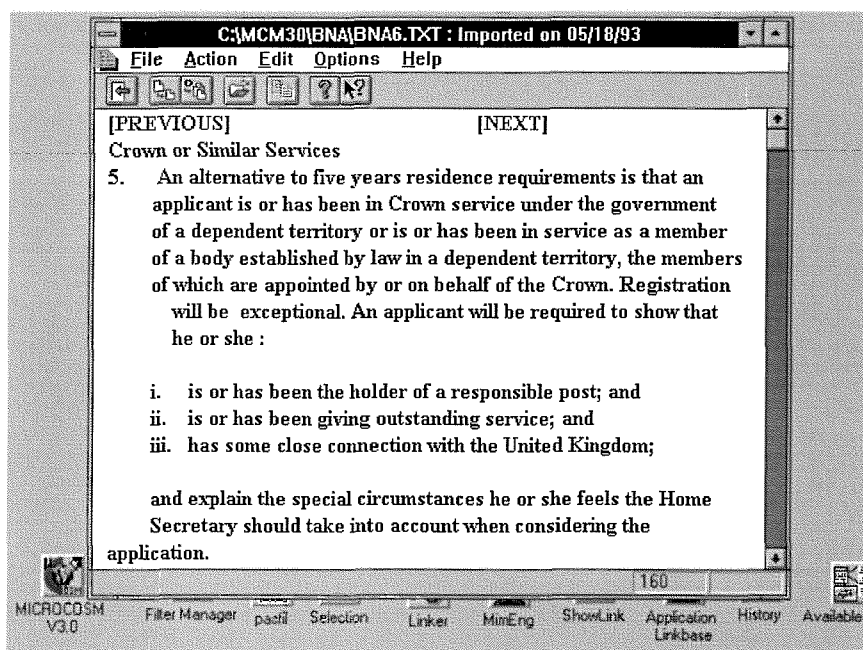 C:\MCM30\BNA\BNA6.TXT : Imported on 05/18/93
File Action Edit Options Help
[PREVIOUS] [NEXT]
Crown or Similar Services
5. An alternative to five years residence requirements is that an
applicant is or has been in Crown service under the government
of a dependent territory or is or has been in service as a member
of a body established by law in a dependent territory, the members
of which are appointed by or on behalf of the Crown. Registration
will be exceptional. An applicant will be required to show that
he or she :
i. is or has been the holder of a responsible post; and
ii. is or has been giving outstanding service; and
iii. has some close connection with the United Kingdom;
and explain the special circumstances he or she feels the Home
Secretary should take into account when considering the
application.
160
MICROCOSM Filter Manager Selection Linker MimEng ShowLink Application History Available
V3.0 Linkbase